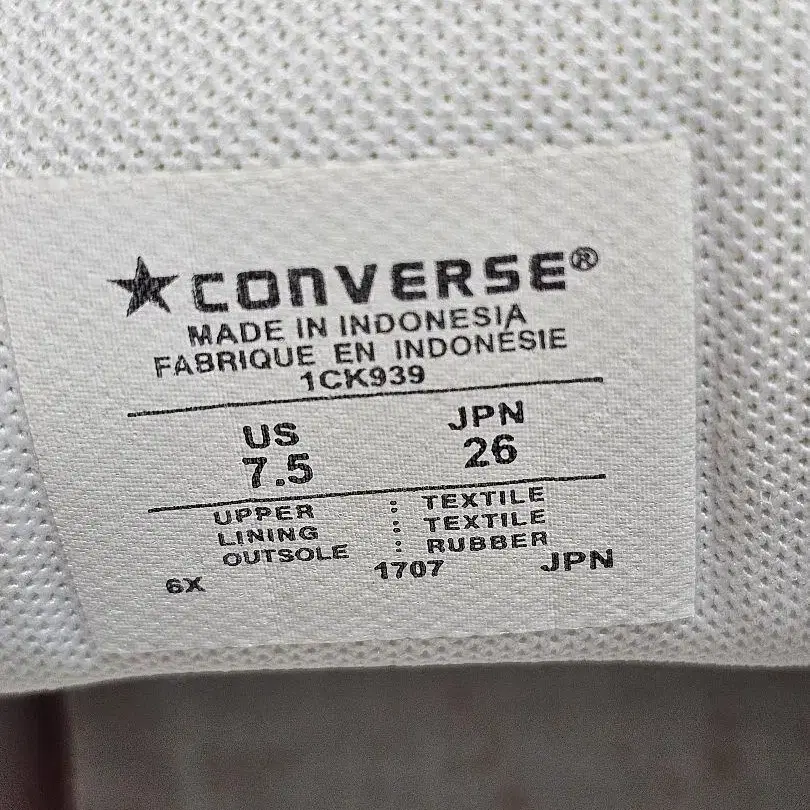 ★CONVERSE®
MADE IN INDONESIA
FABRIQUE EN INDONÉSIE
1CK939
US JPN
7.5 26
UPPER : TEXTILE
LINING : TEXTILE
OUTSOLE : RUBBER
6X 1707 JPN